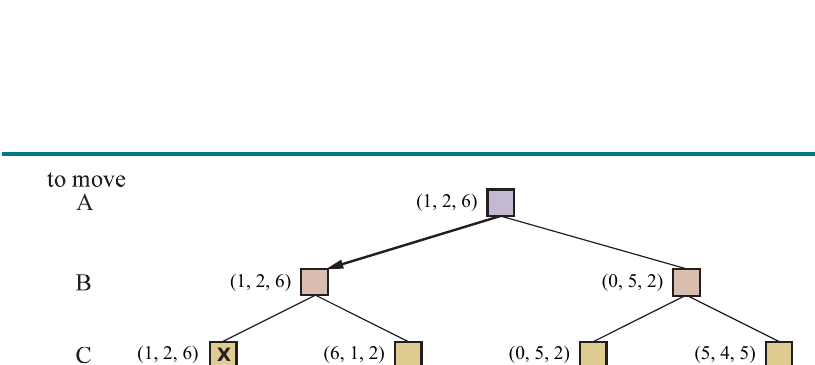 to move
A (1, 2, 6)
B (1, 2, 6) (0, 5, 2)
C (1, 2, 6) X (6, 1, 2) (0, 5, 2) (5, 4, 5)